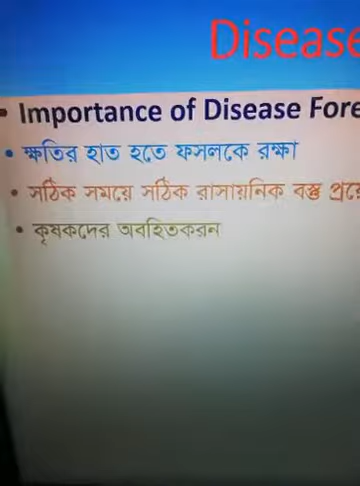 Disease
Importance of Disease Fore
ক্ষতির হাত হতে ফসলকে রক্ষা
সঠিক সময়ে সঠিক রাসায়নিক বস্তু
কৃষকদের অবহিতকরন